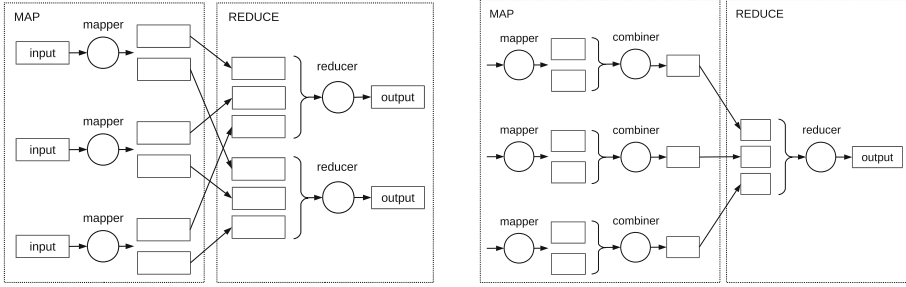 MAP
REDUCE
mapper
input
reducer
output
mapper
input
reducer
output
mapper
input
MAP
REDUCE
mapper
combiner
mapper
combiner
reducer
output
mapper
combiner